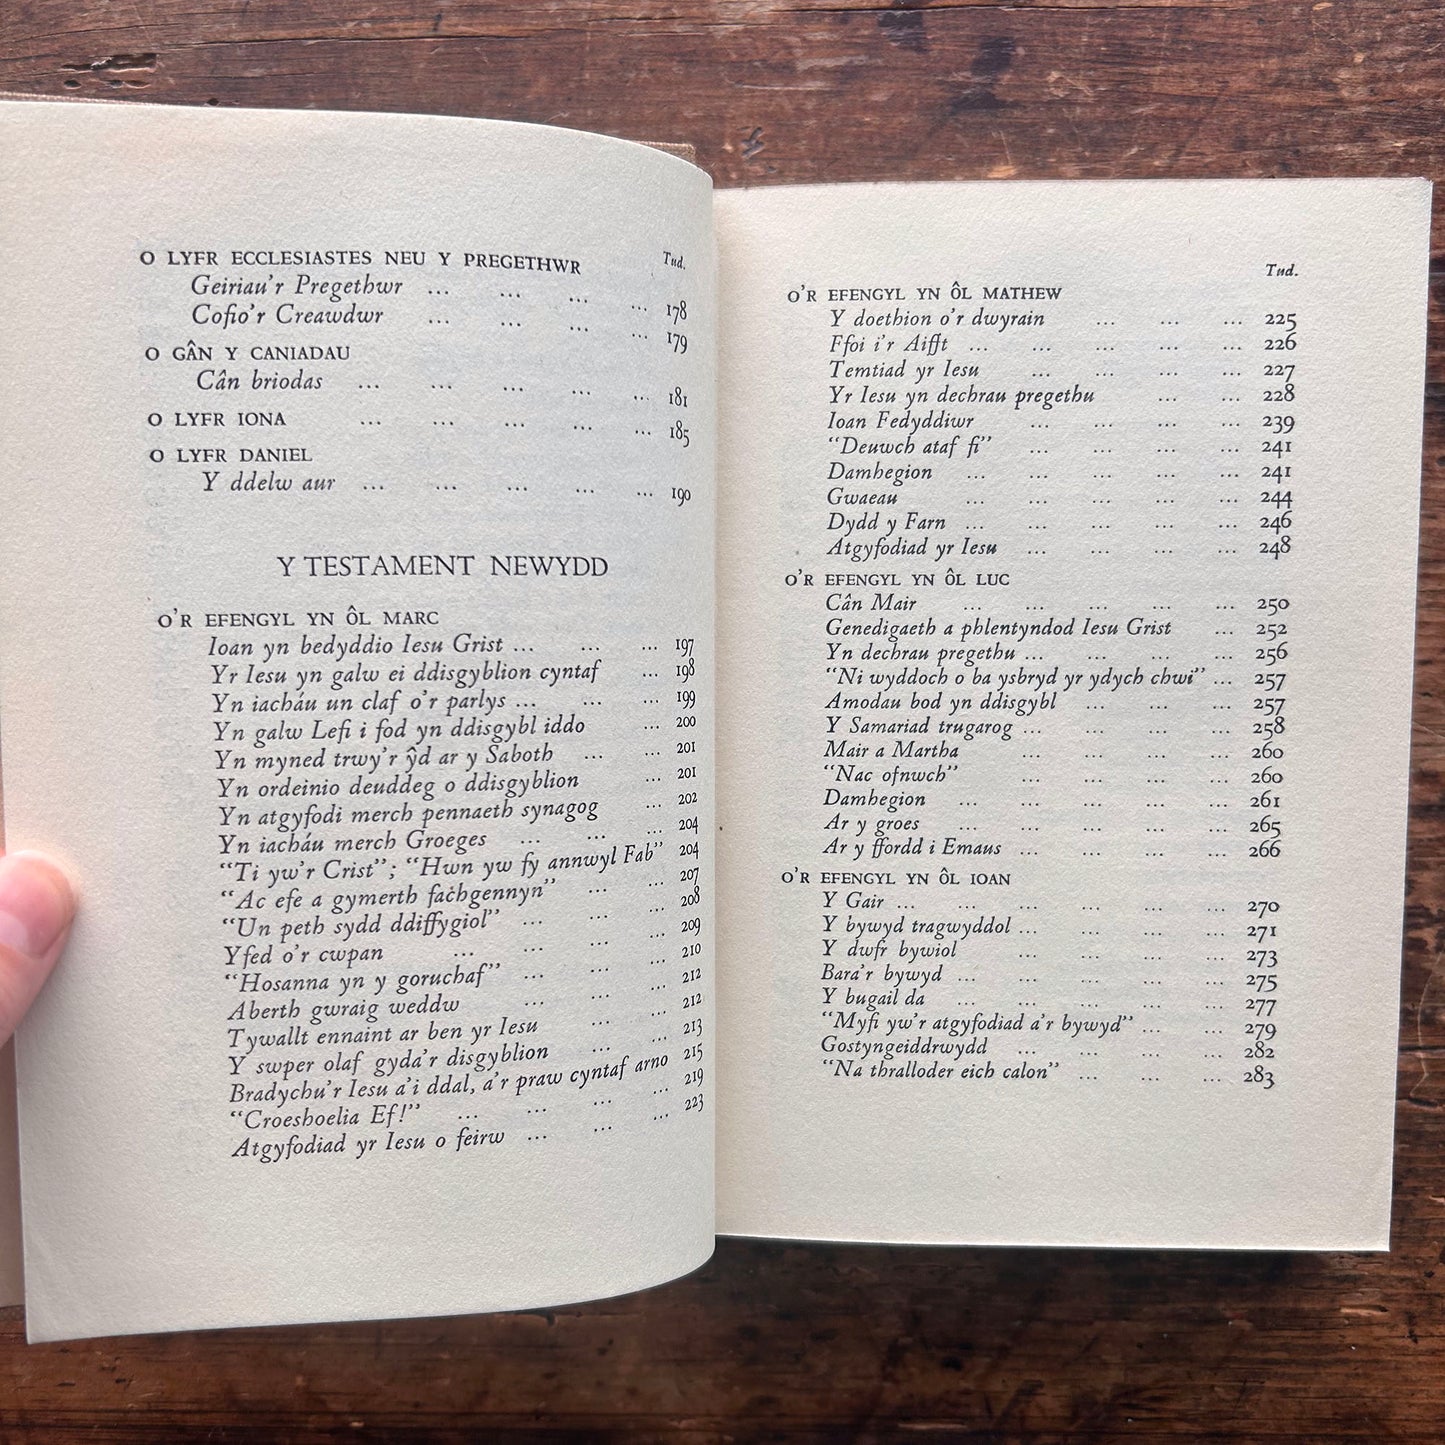 Tud.
O LYFR ECCLESIASTES NEU Y PREGETHWR
Geiriau'r Pregethwr ... ... ... ... 178
Cofio'r Creawdwr ... ... ... ... 179
O GÂN Y CANIADAU
Cân briodas ... ... ... ... ... 181
O LYFR IONA ... ... ... ... ... 185
O LYFR DANIEL
Y ddelw aur ... ... ... ... ... 190
Y TESTAMENT NEWYDD
O'R EFENGYL YN ÔL MARC
Ioan yn bedyddio Iesu Grist ... ... ... 197
Yr Iesu yn galw ei ddisgyblion cyntaf ... 198
Yn iacháu un claf o'r parlys ... ... ... 199
Yn galw Lefi i fod yn ddisgybl iddo ... 200
Yn myned trwy'r ŷd ar y Saboth ... ... 201
Yn ordeinio deuddeg o ddisgyblion ... 201
Yn atgyfodi merch pennaeth synagog ... 202
Yn iacháu merch Groeges ... ... ... 204
“Ti yw'r Crist”; “Hwn yw fy annwyl Fab” 204
“Ac efe a gymerth fachgennyn” ... ... 207
“Un peth sydd ddiffygiol” ... ... ... 208
Yfed o'r cwpan ... ... ... 209
“Hosanna yn y goruchaf” ... ... ... 210
Aberth gwraig weddw ... ... ... 212
Tywallt ennaint ar ben yr Iesu ... ... 212
Y swper olaf gyda'r disgyblion ... ... 213
Bradychu'r Iesu a'i ddal, a'r praw cyntaf arno 215
“Croeshoelia Ef!” ... ... ... ... 219
Atgyfodiad yr Iesu o feirw ... ... ... 223
Tud.
O'R EFENGYL YN ÔL MATHEW
Y doethion o'r dwyrain ... ... ... 225
Ffoi i'r Aifft ... ... ... ... ... 226
Temtiad yr Iesu ... ... ... ... 227
Yr Iesu yn dechrau pregethu ... ... 228
Ioan Fedyddiwr ... ... ... ... 239
“Deuwch ataf fi” ... ... ... ... 241
Damhegion ... ... ... ... ... 241
Gwaeau ... ... ... ... ... 244
Dydd y Farn ... ... ... ... ... 246
Atgyfodiad yr Iesu ... ... ... ... 248
O'R EFENGYL YN ÔL LUC
Cân Mair ... ... ... ... ... 250
Genedigaeth a phlentyndod Iesu Grist ... 252
Yn dechrau pregethu ... ... ... ... 256
“Ni wyddoch o ba ysbryd yr ydych chwi” ... 257
Amodau bod yn ddisgybl ... ... ... 257
Y Samariad trugarog ... ... ... ... 258
Mair a Martha ... ... ... ... 260
“Nac ofnwch” ... ... ... ... 260
Damhegion ... ... ... ... ... 261
Ar y groes ... ... ... ... ... 265
Ar y ffordd i Emaus ... ... ... ... 266
O'R EFENGYL YN ÔL IOAN
Y Gair ... ... ... ... ... ... 270
Y bywyd tragwyddol ... ... ... ... 271
Y dwfr bywiol ... ... ... ... 273
Bara'r bywyd ... ... ... ... ... 275
Y bugail da ... ... ... ... ... 277
“Myfi yw'r atgyfodiad a'r bywyd” ... ... 279
Gostyngeiddrwydd ... ... ... ... 282
“Na thralloder eich calon” ... ... ... 283